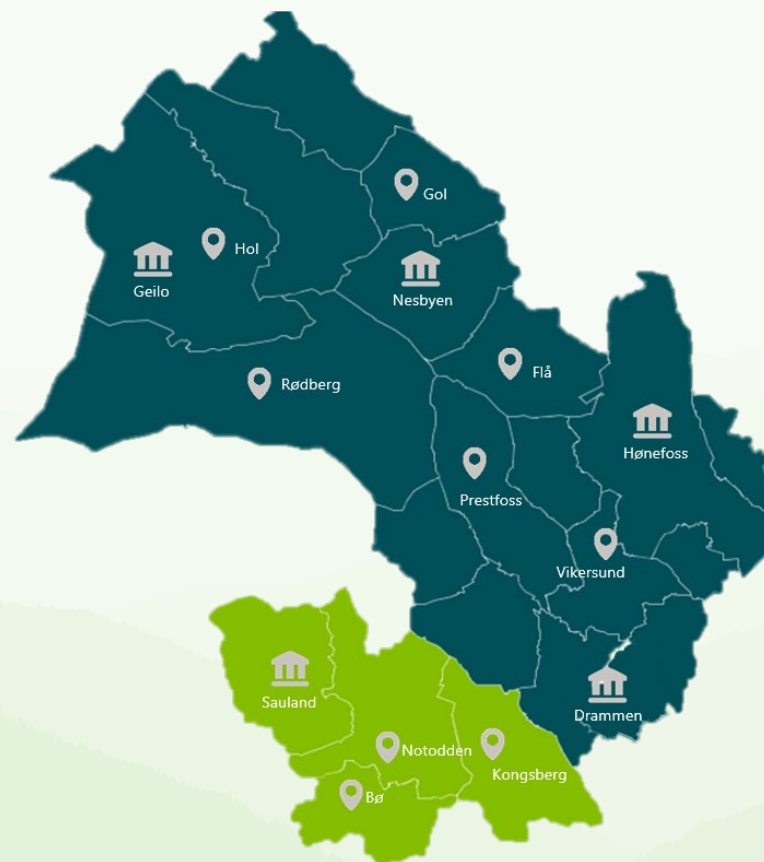 Gol
Hol
Geilo
Nesbyen
Flå
Rødberg
Hønefoss
Prestfoss
Vikersund
Sauland
Drammen
Notodden
Kongsberg
Bø